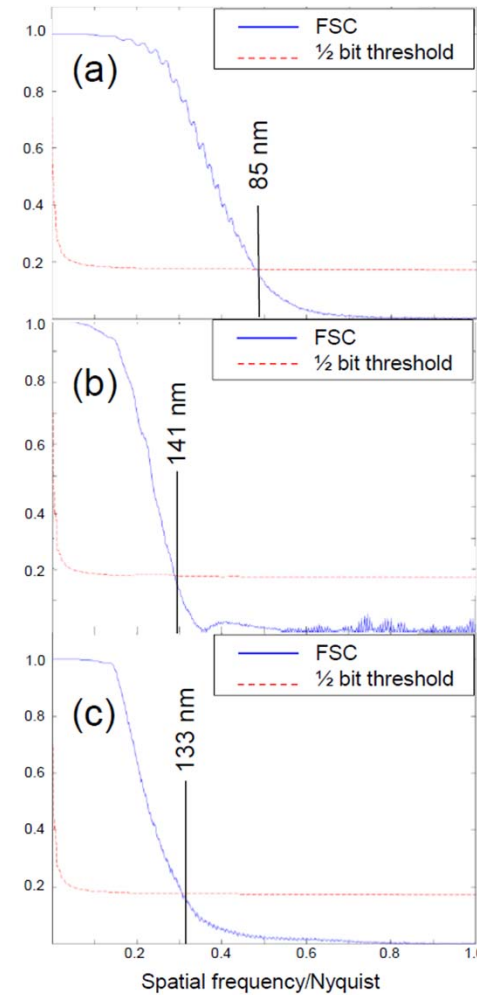 FSC
½ bit threshold
(a)
85 nm
1.0
0.8
0.6
0.4
0.2
FSC
½ bit threshold
(b)
141 nm
1.0
0.8
0.6
0.4
0.2
FSC
½ bit threshold
(c)
133 nm
1.0
0.8
0.6
0.4
0.2
0.2 0.4 0.6 0.8 1.0
Spatial frequency/Nyquist